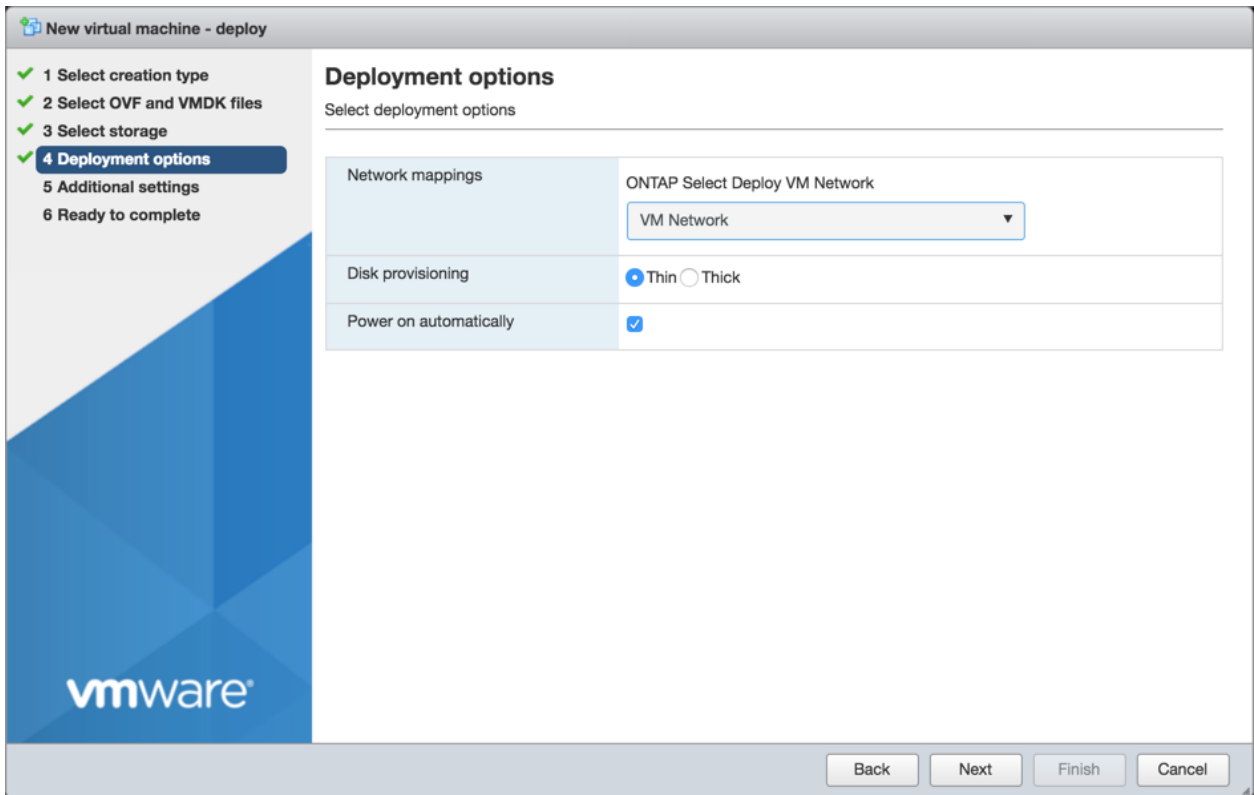 New virtual machine - deploy
1 Select creation type
2 Select OVF and VMDK files
3 Select storage
4 Deployment options
5 Additional settings
6 Ready to complete
vmware®
Deployment options
Select deployment options
Network mappings
ONTAP Select Deploy VM Network
VM Network
Disk provisioning
Thin Thick
Power on automatically
Back Next Finish Cancel